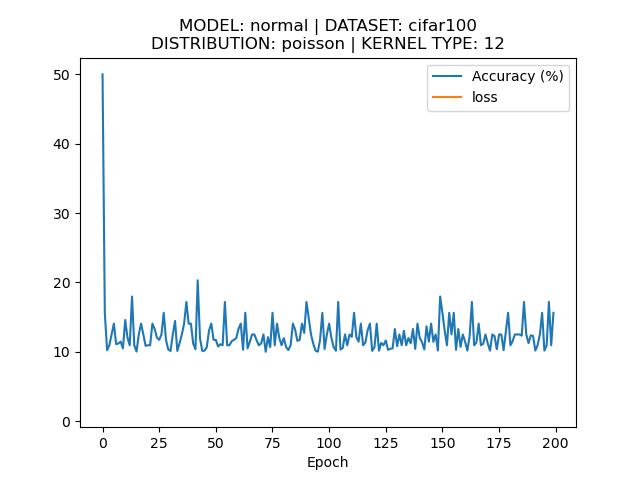 MODEL: normal | DATASET: cifar100
DISTRIBUTION: poisson | KERNEL TYPE: 12
Accuracy (%)
loss
50
40
30
20
10
0
0 25 50 75 100 125 150 175 200
Epoch